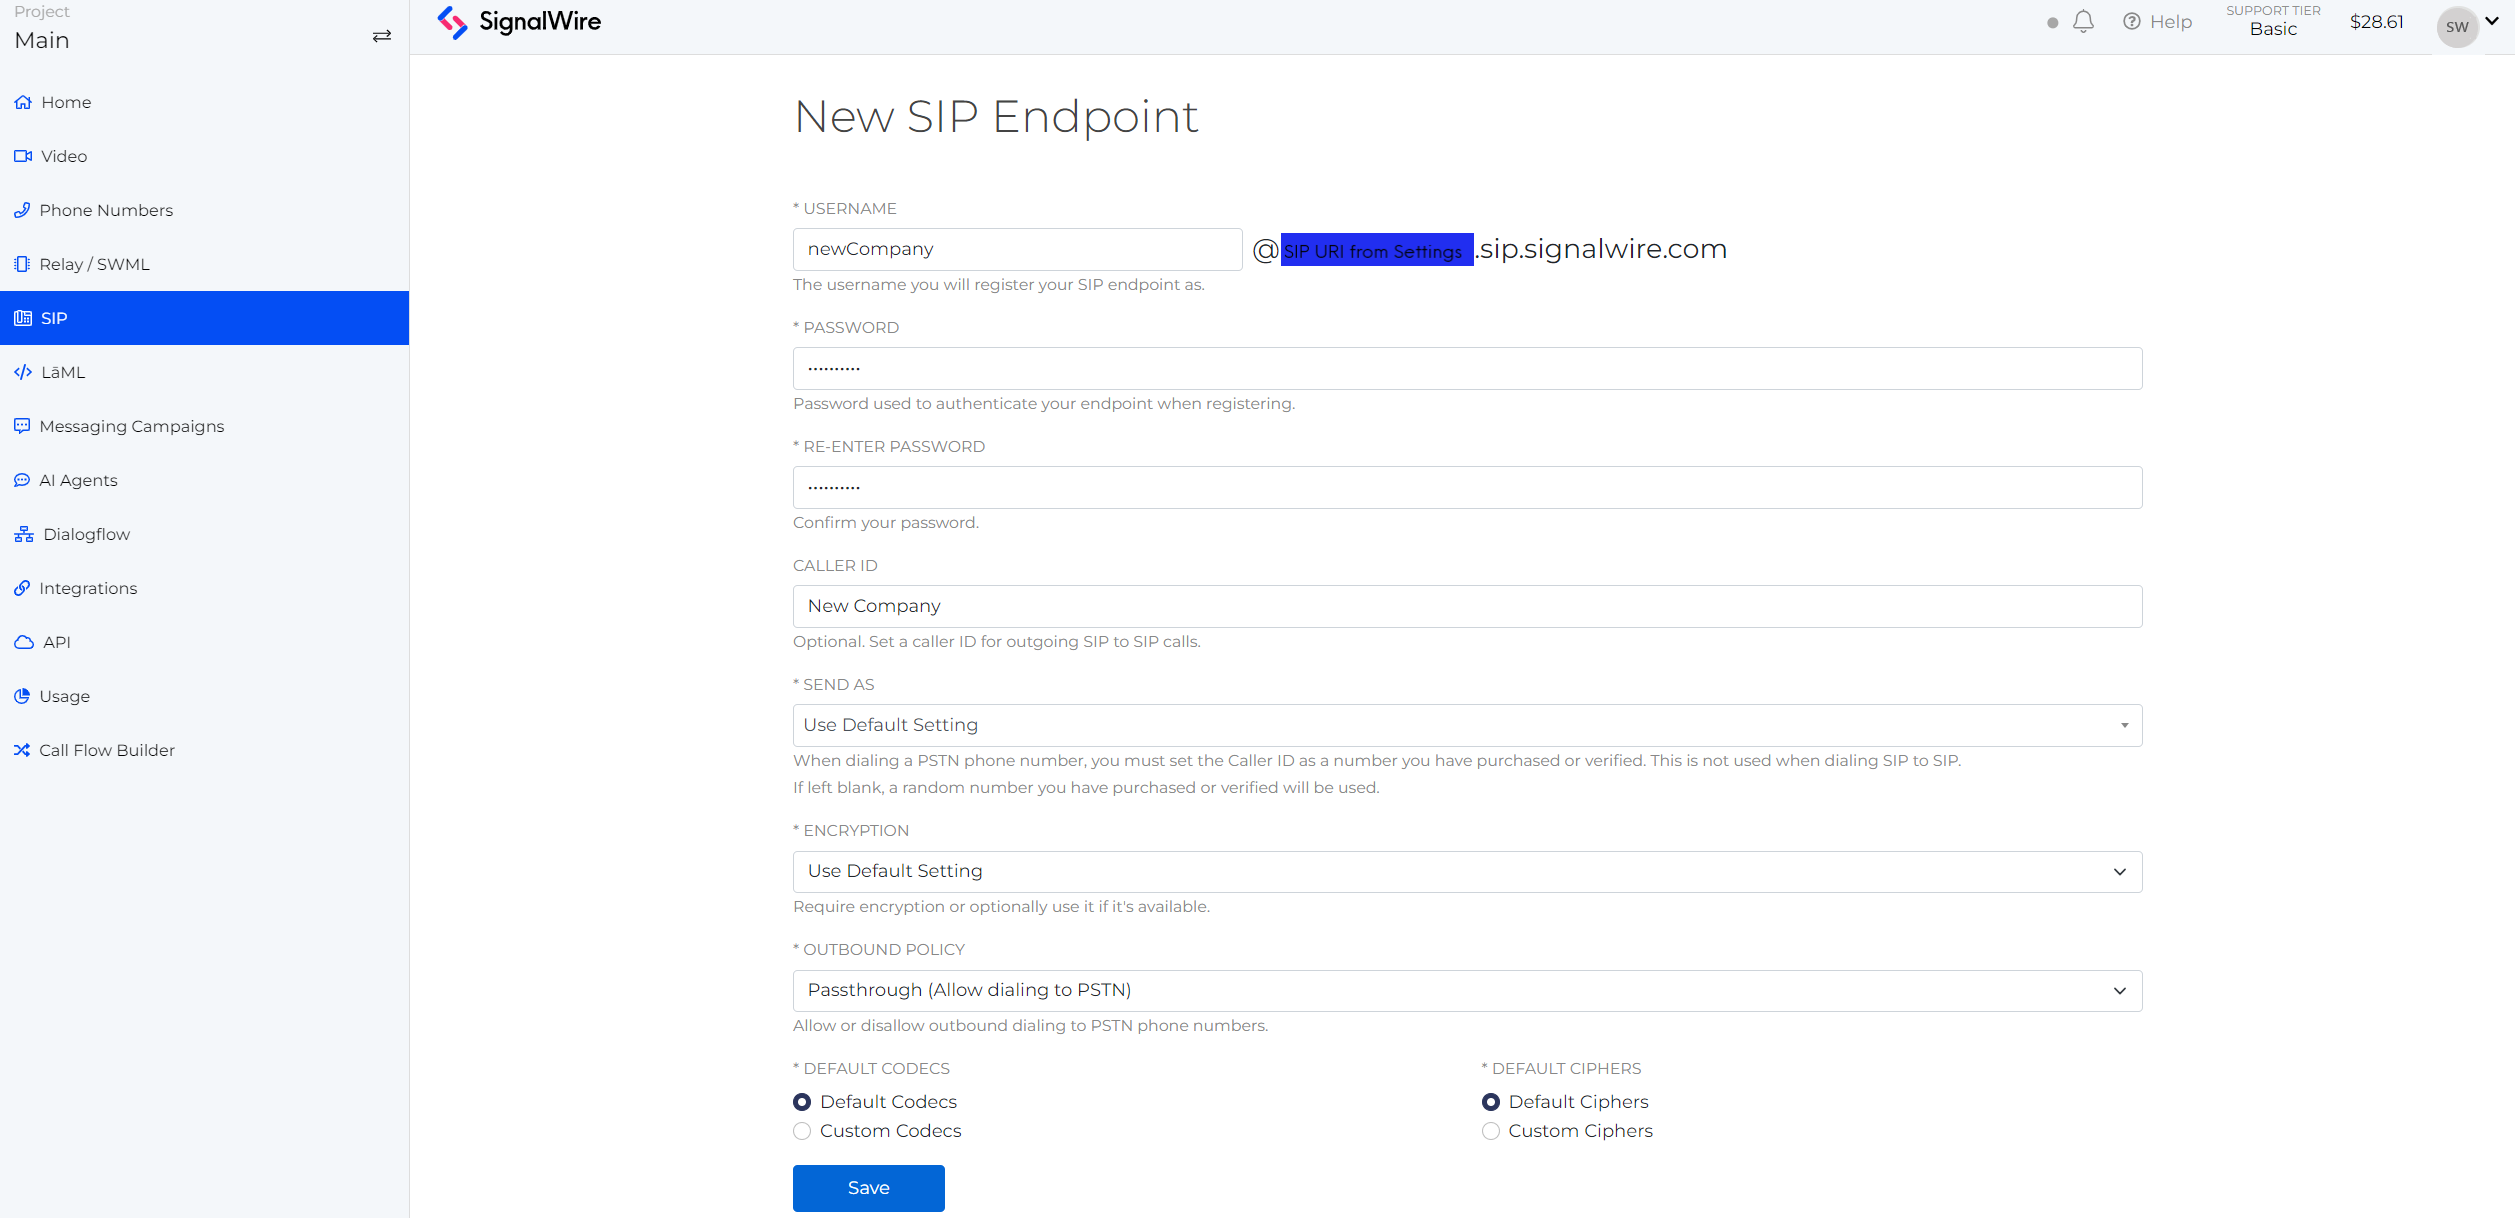 Project
Main
SignalWire
Help
SUPPORT TIER
Basic
$28.61
SW
Home
Video
Phone Numbers
Relay / SWML
SIP
LāML
Messaging Campaigns
AI Agents
Dialogflow
Integrations
API
Usage
Call Flow Builder
New SIP Endpoint
* USERNAME
newCompany @SIP URI from Settings.sip.signalwire.com
The username you will register your SIP endpoint as.
* PASSWORD
••••••••••
Password used to authenticate your endpoint when registering.
* RE-ENTER PASSWORD
••••••••••
Confirm your password.
CALLER ID
New Company
Optional. Set a caller ID for outgoing SIP to SIP calls.
* SEND AS
Use Default Setting
When dialing a PSTN phone number, you must set the Caller ID as a number you have purchased or verified. This is not used when dialing SIP to SIP.
If left blank, a random number you have purchased or verified will be used.
* ENCRYPTION
Use Default Setting
Require encryption or optionally use it if it's available.
* OUTBOUND POLICY
Passthrough (Allow dialing to PSTN)
Allow or disallow outbound dialing to PSTN phone numbers.
* DEFAULT CODECS
Default Codecs
Custom Codecs
* DEFAULT CIPHERS
Default Ciphers
Custom Ciphers
Save